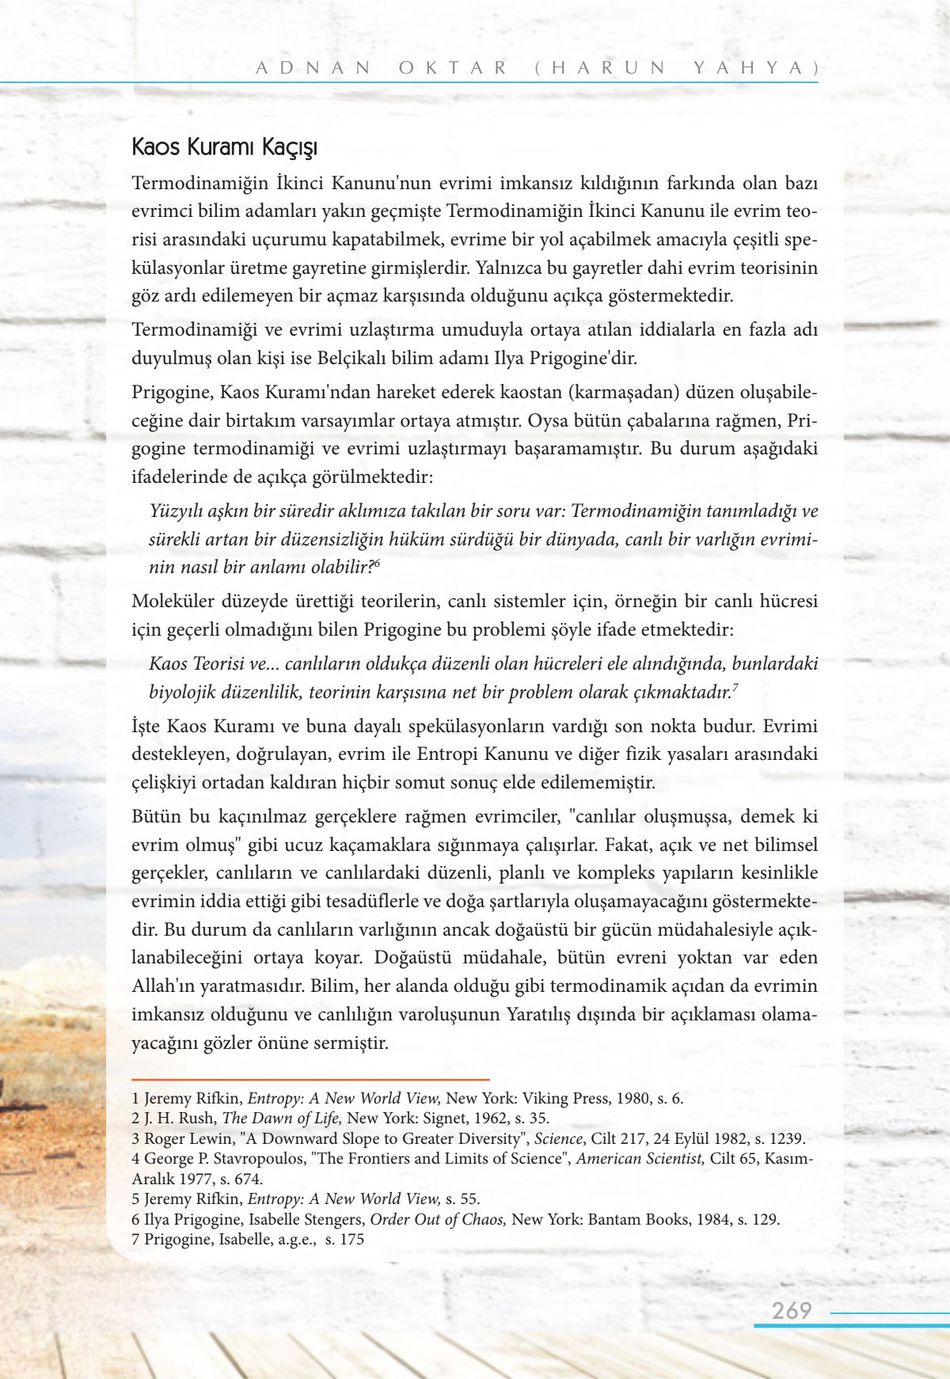 ADNAN OKTAR (HARUN YAHYA)
Kaos Kuramı Kaçışı
Termodinamiğin İkinci Kanunu'nun evrimi imkansız kıldığının farkında olan bazı
evrimci bilim adamları yakın geçmişte Termodinamiğin İkinci Kanunu ile evrim teo-
risi arasındaki uçurumu kapatabilmek, evrime bir yol açabilmek amacıyla çeşitli spe-
külasyonlar üretme gayretine girmişlerdir. Yalnızca bu gayretler dahi evrim teorisinin
göz ardı edilemeyen bir açmaz karşısında olduğunu açıkça göstermektedir.
Termodinamiği ve evrimi uzlaştırma umuduyla ortaya atılan iddialarla en fazla adı
duyulmuş olan kişi ise Belçikalı bilim adamı Ilya Prigogine'dir.
Prigogine, Kaos Kuramı'ndan hareket ederek kaostan (karmaşadan) düzen oluşabile-
ceğine dair birtakım varsayımlar ortaya atmıştır. Oysa bütün çabalarına rağmen, Pri-
gogine termodinamiği ve evrimi uzlaştırmayı başaramamıştır. Bu durum aşağıdaki
ifadelerinde de açıkça görülmektedir:
Yüzyılı aşkın bir süredir aklımıza takılan bir soru var: Termodinamiğin tanımladığı ve
sürekli artan bir düzensizliğin hüküm sürdüğü bir dünyada, canlı bir varlığın evrimi-
nin nasıl bir anlamı olabilir?6
Moleküler düzeyde ürettiği teorilerin, canlı sistemler için, örneğin bir canlı hücresi
için geçerli olmadığını bilen Prigogine bu problemi şöyle ifade etmektedir:
Kaos Teorisi ve... canlıların oldukça düzenli olan hücreleri ele alındığında, bunlardaki
biyolojik düzenlilik, teorinin karşısına net bir problem olarak çıkmaktadır.7
İşte Kaos Kuramı ve buna dayalı spekülasyonların vardığı son nokta budur. Evrimi
destekleyen, doğrulayan, evrim ile Entropi Kanunu ve diğer fizik yasaları arasındaki
çelişkiyi ortadan kaldıran hiçbir somut sonuç elde edilememiştir.
Bütün bu kaçınılmaz gerçeklere rağmen evrimciler, "canlılar oluşmuşsa, demek ki
evrim olmuş" gibi ucuz kaçamaklara sığınmaya çalışırlar. Fakat, açık ve net bilimsel
gerçekler, canlıların ve canlılardaki düzenli, planlı ve kompleks yapıların kesinlikle
evrimin iddia ettiği gibi tesadüflerle ve doğa şartlarıyla oluşamayacağını göstermekte-
dir. Bu durum da canlıların varlığının ancak doğaüstü bir gücün müdahalesiyle açık-
lanabileceğini ortaya koyar. Doğaüstü müdahale, bütün evreni yoktan var eden
Allah'ın yaratmasıdır. Bilim, her alanda olduğu gibi termodinamik açıdan da evrimin
imkansız olduğunu ve canlılığın varoluşunun Yaratılış dışında bir açıklaması olama-
yacağını gözler önüne sermiştir.
1 Jeremy Rifkin, Entropy: A New World View, New York: Viking Press, 1980, s. 6.
2 J. H. Rush, The Dawn of Life, New York: Signet, 1962, s. 35.
3 Roger Lewin, "A Downward Slope to Greater Diversity", Science, Cilt 217, 24 Eylül 1982, s. 1239.
4 George P. Stavropoulos, "The Frontiers and Limits of Science", American Scientist, Cilt 65, Kasım-
Aralık 1977, s. 674.
5 Jeremy Rifkin, Entropy: A New World View, s. 55.
6 Ilya Prigogine, Isabelle Stengers, Order Out of Chaos, New York: Bantam Books, 1984, s. 129.
7 Prigogine, Isabelle, a.g.e., s. 175
269